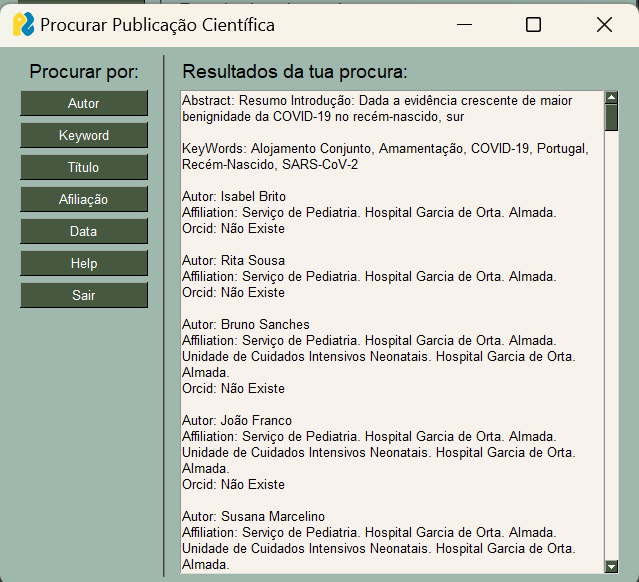 Procurar Publicação Científica
Procurar por:
Autor
Keyword
Título
Afiliação
Data
Help
Sair
Resultados da tua procura:
Abstract: Resumo Introdução: Dada a evidência crescente de maior
benignidade da COVID-19 no recém-nascido, sur
KeyWords: Alojamento Conjunto, Amamentação, COVID-19, Portugal,
Recém-Nascido, SARS-CoV-2
Autor: Isabel Brito
Affiliation: Serviço de Pediatria. Hospital Garcia de Orta. Almada.
Orcid: Não Existe
Autor: Rita Sousa
Affiliation: Serviço de Pediatria. Hospital Garcia de Orta. Almada.
Orcid: Não Existe
Autor: Bruno Sanches
Affiliation: Serviço de Pediatria. Hospital Garcia de Orta. Almada.
Unidade de Cuidados Intensivos Neonatais. Hospital Garcia de Orta.
Almada.
Orcid: Não Existe
Autor: João Franco
Affiliation: Serviço de Pediatria. Hospital Garcia de Orta. Almada.
Unidade de Cuidados Intensivos Neonatais. Hospital Garcia de Orta.
Almada.
Orcid: Não Existe
Autor: Susana Marcelino
Affiliation: Serviço de Pediatria. Hospital Garcia de Orta. Almada.
Unidade de Cuidados Intensivos Neonatais. Hospital Garcia de Orta.
Almada.